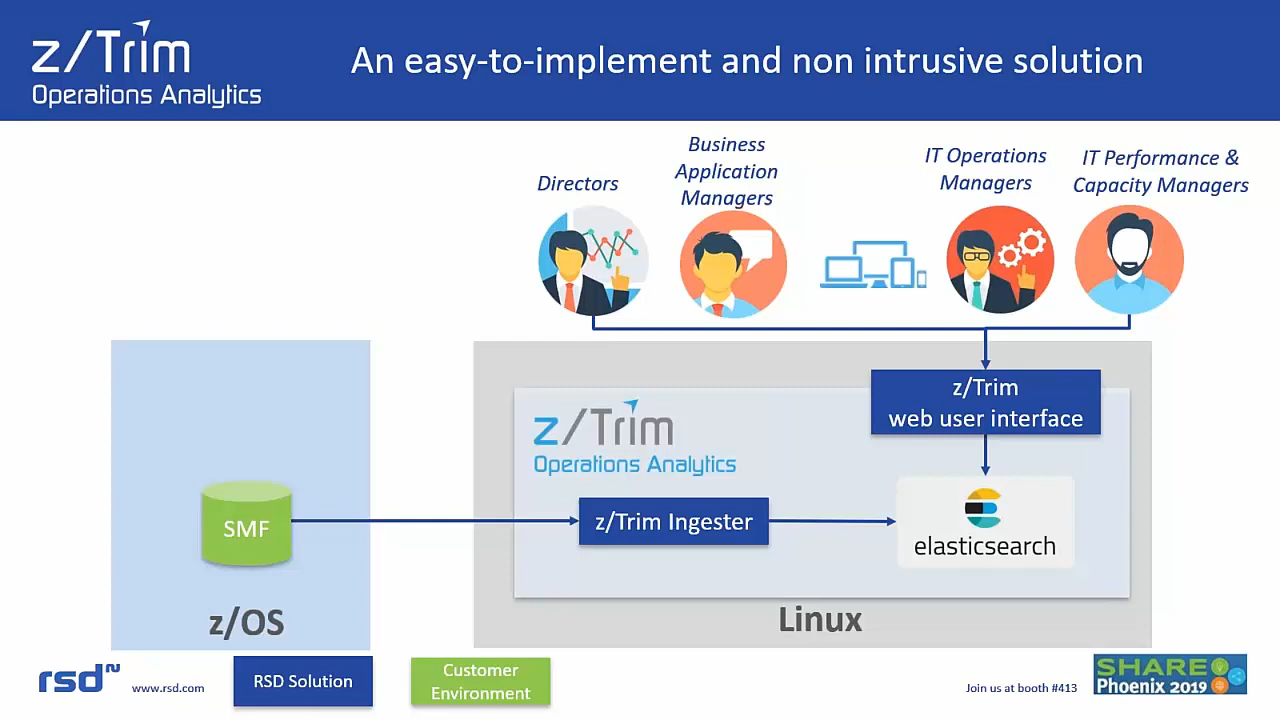 z/Trim
Operations Analytics
An easy-to-implement and non intrusive solution
Directors
Business
Application
Managers
IT Operations
Managers
IT Performance &
Capacity Managers
z/Trim
web user interface
z/Trim
Operations Analytics
SMF
z/Trim Ingester
elasticsearch
z/OS
Linux
rsd
www.rsd.com
RSD Solution
Customer
Environment
Join us at booth #413
SHARE
Phoenix 2019